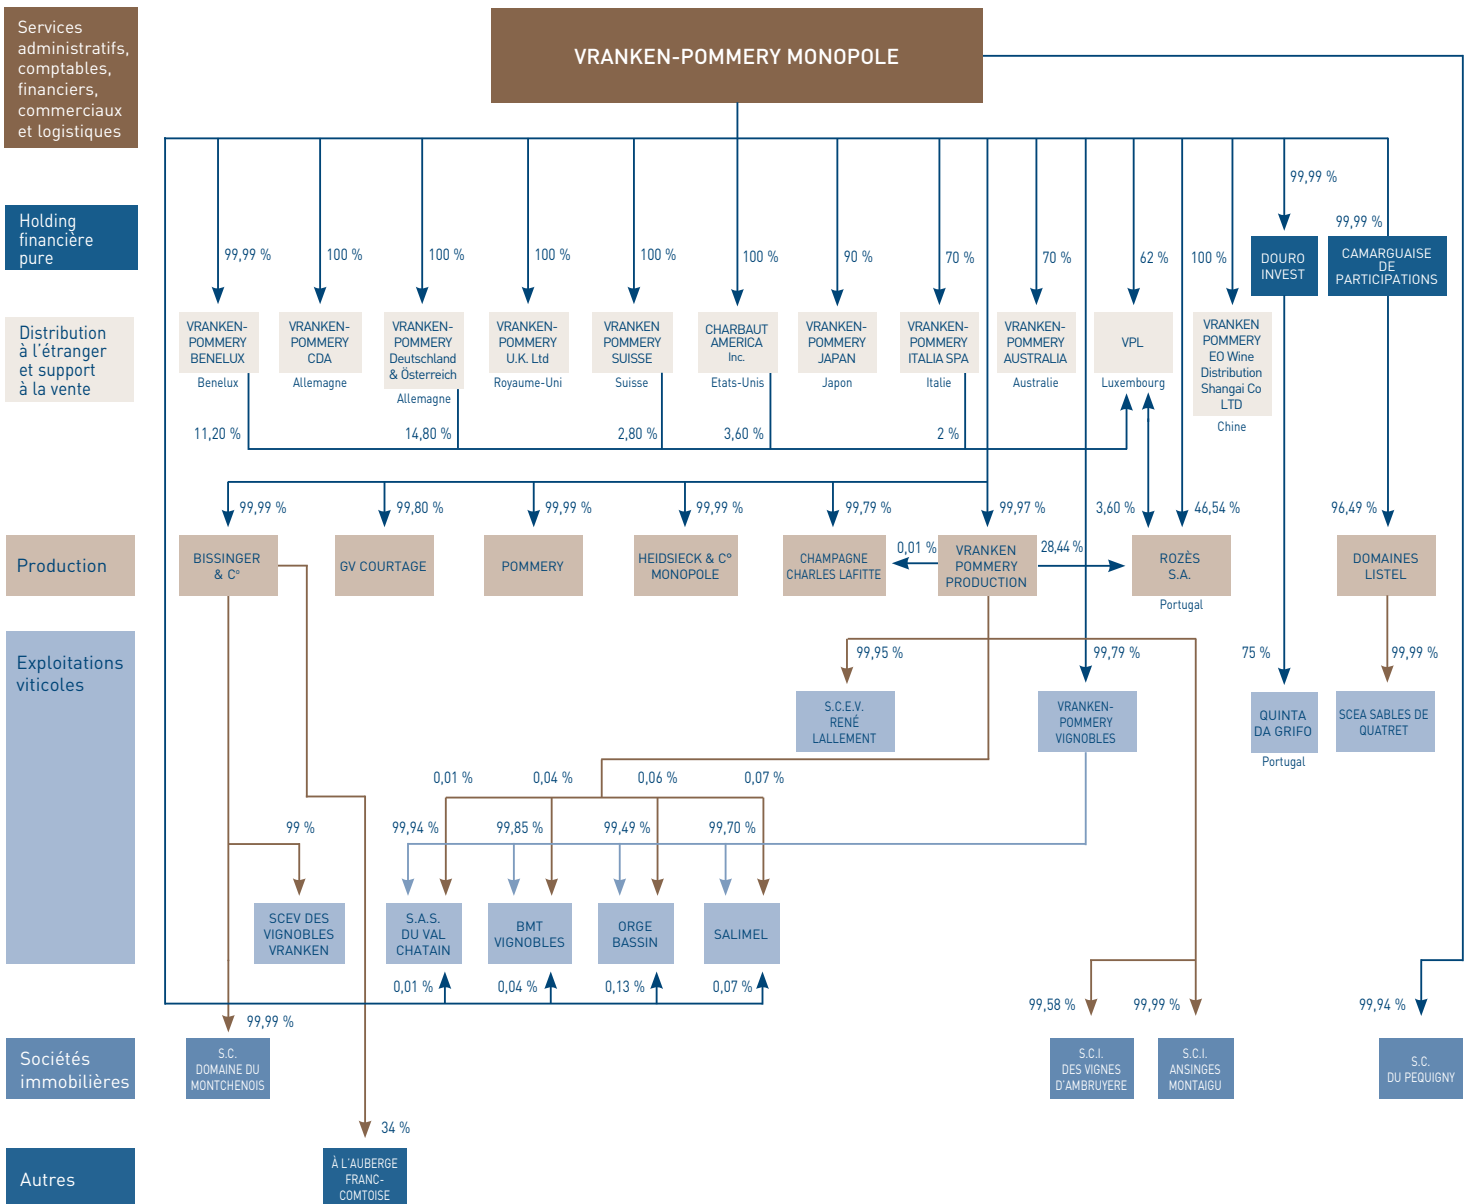 Services
administratifs,
comptables,
financiers,
commerciaux
et logistiques
VRANKEN-POMMERY MONOPOLE
99,99 %
Holding
financière
pure
99,99 %
99,99 %
100 %
100 %
100 %
100 %
100 %
90 %
70 %
70 %
62 %
100 %
DOURO
INVEST
CAMARGUAISE
DE
PARTICIPATIONS
Distribution
à l'étranger
et support
à la vente
VRANKEN-
POMMERY
BENELUX
Benelux
VRANKEN-
POMMERY
CDA
Allemagne
VRANKEN-
POMMERY
Deutschland
& Österreich
Allemagne
VRANKEN-
POMMERY
U.K. Ltd
Royaume-Uni
VRANKEN
POMMERY
SUISSE
Suisse
CHARBAUT
AMERICA
Inc.
Etats-Unis
VRANKEN-
POMMERY
JAPAN
Japon
VRANKEN-
POMMERY
ITALIA SPA
Italie
VRANKEN-
POMMERY
AUSTRALIA
Australie
VPL
Luxembourg
VRANKEN
POMMERY
EO Wine
Distribution
Shangai Co
LTD
Chine
11,20 %
14,80 %
2,80 %
3,60 %
2 %
99,99 %
99,80 %
99,99 %
99,99 %
99,79 %
99,97 %
3,60 %
46,54 %
96,49 %
Production
BISSINGER
& C°
GV COURTAGE
POMMERY
HEIDSIECK & C°
MONOPOLE
CHAMPAGNE
CHARLES LAFITTE
0,01 %
VRANKEN
POMMERY
PRODUCTION
28,44 %
ROZÈS
S.A.
Portugal
DOMAINES
LISTEL
Exploitations
viticoles
99,95 %
99,79 %
75 %
99,99 %
S.C.E.V.
RENÉ
LALLEMENT
VRANKEN-
POMMERY
VIGNOBLES
QUINTA
DA GRIFO
Portugal
SCEA SABLES DE
QUATRET
0,01 %
0,04 %
0,06 %
0,07 %
99 %
99,94 %
99,85 %
99,49 %
99,70 %
SCEV DES
VIGNOBLES
VRANKEN
S.A.S.
DU VAL
CHATAIN
BMT
VIGNOBLES
ORGE
BASSIN
SALIMEL
0,01 %
0,04 %
0,13 %
0,07 %
99,99 %
99,58 %
99,99 %
99,94 %
Sociétés
immobilières
S.C.
DOMAINE DU
MONTCHENOIS
S.C.I.
DES VIGNES
D'AMBRUYERE
S.C.I.
ANSINGES
MONTAIGU
S.C.
DU PEQUIGNY
34 %
Autres
À L'AUBERGE
FRANC-
COMTOISE